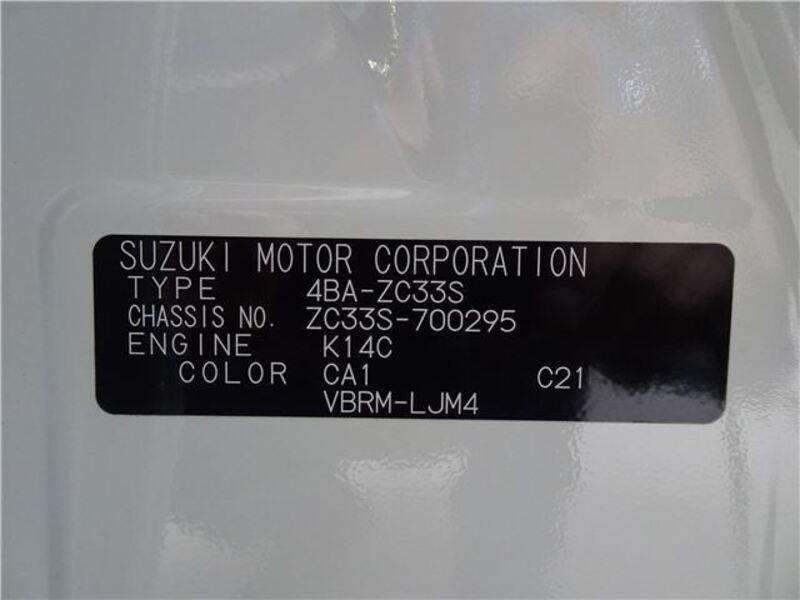 SUZUKI MOTOR CORPORATION
TYPE 4BA-ZC33S
CHASSIS NO. ZC33S-700295
ENGINE K14C
COLOR CA1 C21
VBRM-LJM4